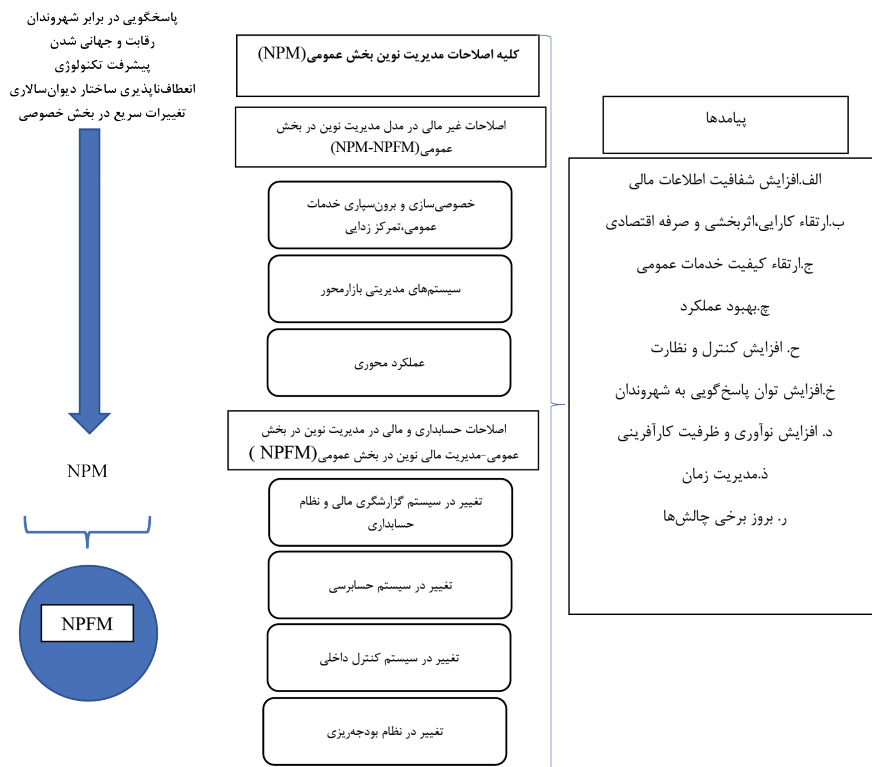 پاسخگویی در برابر شهروندان
رقابت و جهانی شدن
پیشرفت تکنولوژی
انعطاف‌ناپذیری ساختار دیوان‌سالاری
تغییرات سریع در بخش خصوصی
NPM
NPFM
کلیه اصلاحات مدیریت نوین بخش عمومی(NPM)
اصلاحات غیر مالی در مدل مدیریت نوین در بخش
عمومی(NPM-NPFM)
خصوصی‌سازی و برون‌سپاری خدمات
عمومی،تمرکز زدایی
سیستم‌های مدیریتی بازارمحور
عملکرد محوری
اصلاحات حسابداری و مالی در مدیریت نوین در بخش
عمومی-مدیریت مالی نوین در بخش عمومی(NPFM )
تغییر در سیستم گزارشگری مالی و نظام
حسابداری
تغییر در سیستم حسابرسی
تغییر در سیستم کنترل داخلی
تغییر در نظام بودجه‌ریزی
پیامدها
الف.افزایش شفافیت اطلاعات مالی
ب.ارتقاء کارایی،اثربخشی و صرفه اقتصادی
ج.ارتقاء کیفیت خدمات عمومی
چ.بهبود عملکرد
ح. افزایش کنترل و نظارت
خ.افزایش توان پاسخ‌گویی به شهروندان
د. افزایش نوآوری و ظرفیت کارآفرینی
ذ.مدیریت زمان
ر. بروز برخی چالش‌ها